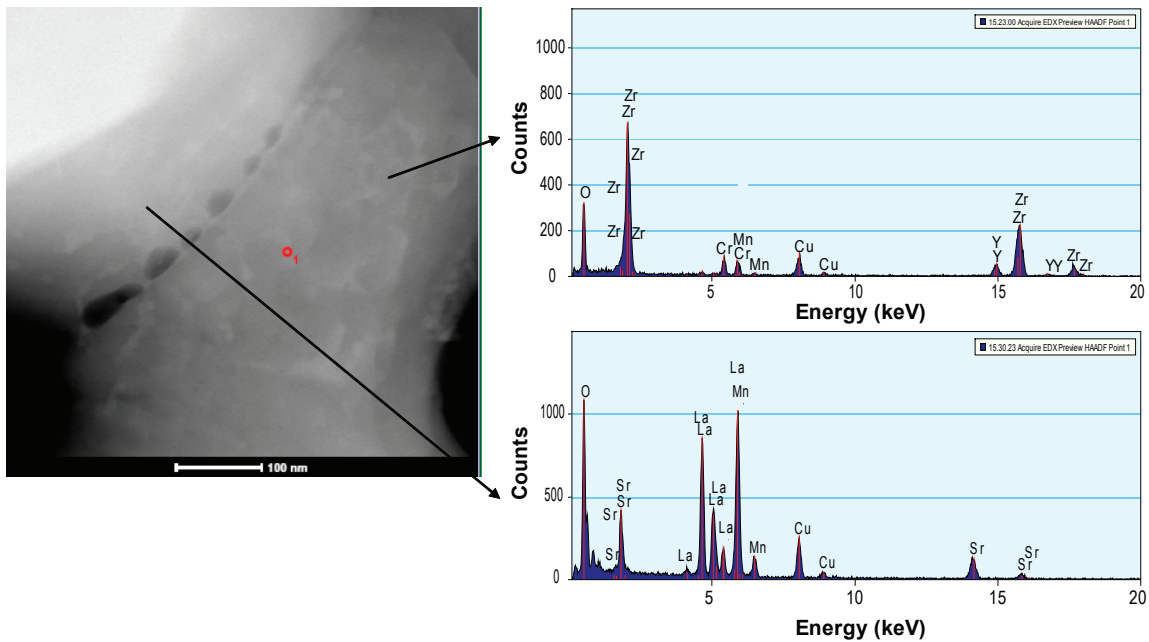 1
100 nm
15.23.00 Acquire EDX Preview HAADF Point 1
Counts
1000
800
600
400
200
0
O
Zr
Zr
Zr
Zr
Zr Zr
Cr
Mn
Cr
Mn
Cu
Cu
Y
Y
YY
Zr
Zr
Zr
Zr
5
10
15
20
Energy (keV)
15.30.23 Acquire EDX Preview HAADF Point 1
Counts
1000
500
0
O
Sr
Sr
Sr
Sr
La
La
La
La
La
La
La
Mn
Mn
Cu
Cu
Sr
Sr
Sr
5
10
15
20
Energy (keV)